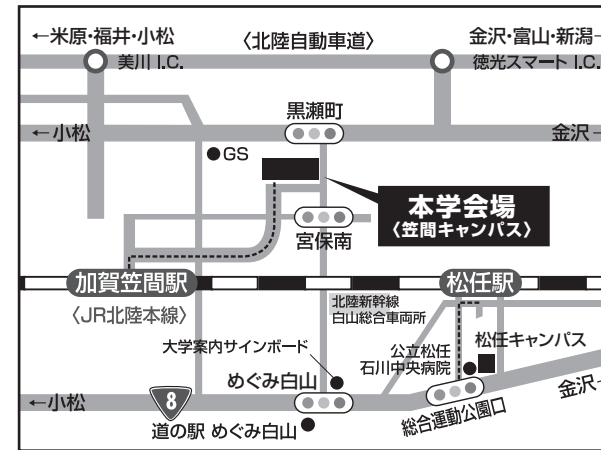 ←米原・福井・小松
〈北陸自動車道〉
金沢・富山・新潟→
美川 I.C.
徳光スマート I.C.
黒瀬町
←小松
金沢→
GS
本学会場
〈笠間キャンパス〉
宮保南
加賀笠間駅
松任駅
〈JR北陸本線〉
北陸新幹線
白山総合車両所
大学案内サインボード
公立松任
石川中央病院
松任キャンパス
めぐみ白山
←小松
8
総合運動公園口
金沢→
道の駅 めぐみ白山